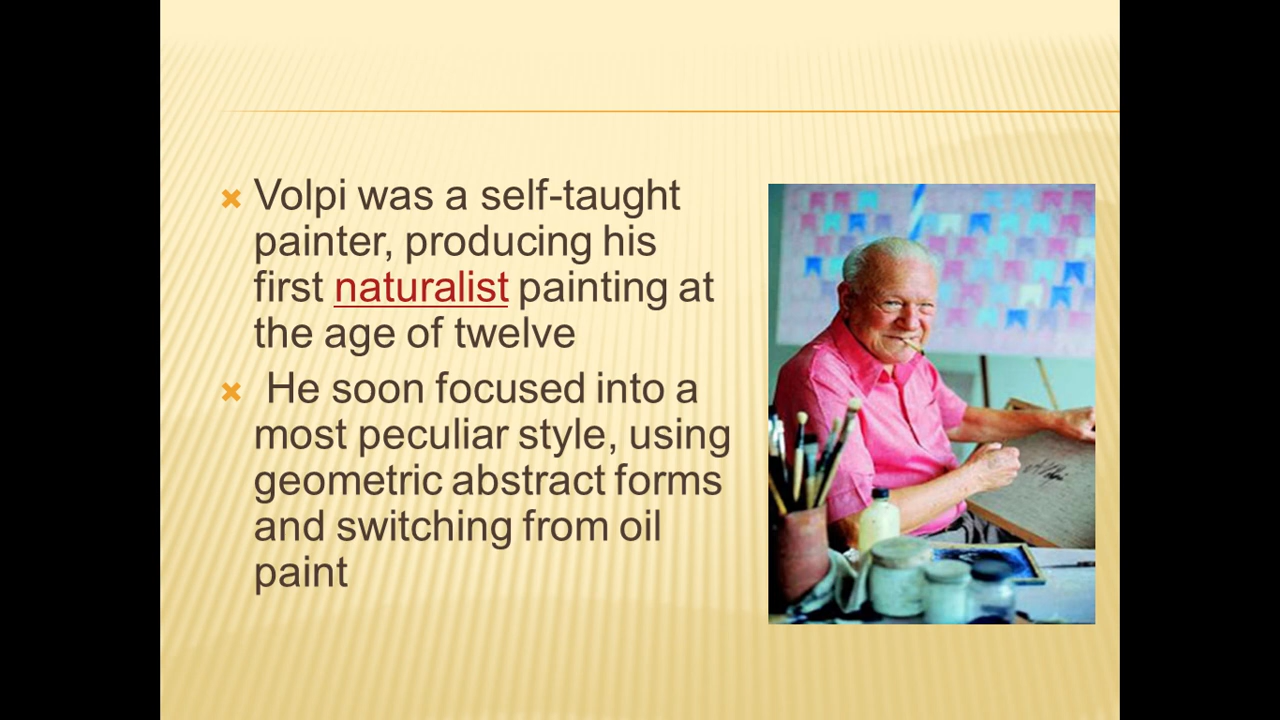 Volpi was a self-taught
painter, producing his
first naturalist painting at
the age of twelve
He soon focused into a
most peculiar style, using
geometric abstract forms
and switching from oil
paint